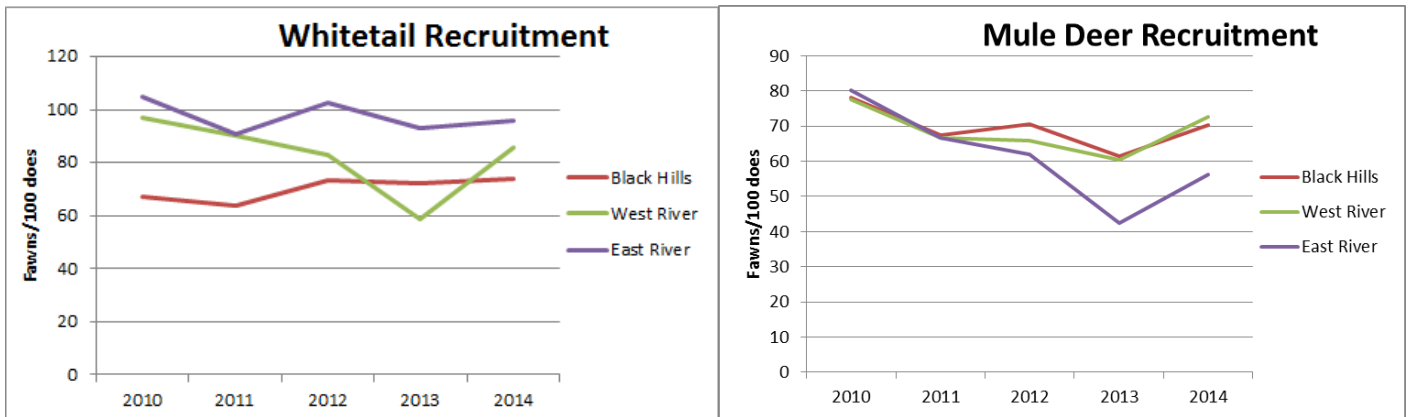 Whitetail Recruitment
120
100
80
60
40
20
0
Fawns/100 does
2010 2011 2012 2013 2014
Black Hills
West River
East River
Mule Deer Recruitment
90
80
70
60
50
40
30
20
10
0
Fawns/100 does
2010 2011 2012 2013 2014
Black Hills
West River
East River